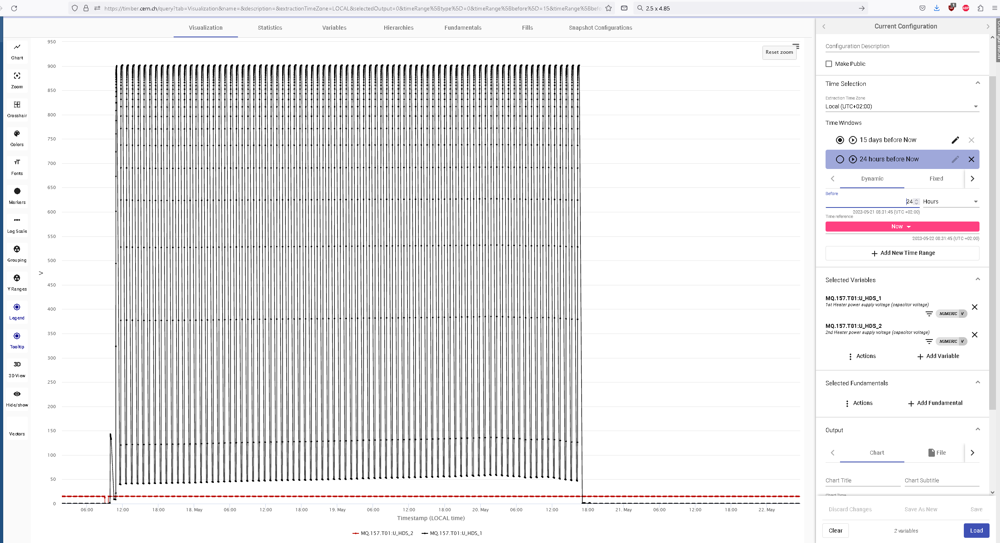 https://timber.cern.ch/query?tab=Visualization&name=&description=&extractionTimeZone=LOCAL&selectedOutput=0&timeRange%5Btype%5D=0&timeRange%5Bbefore%5D=15&timeRange%5Bbefo
2.5 x 4.85
1
ABP
Visualization
Statistics
Variables
Hierarchies
Fundamentals
Fills
Snapshot Configurations
Chart
Zoom
Crosshair
Colors
Fonts
Markers
Log Scale
Grouping
Y Ranges
Legend
Tooltip
3D
3D View
Hide/show
Vectors
Reset zoom
950
900
850
800
750
700
650
600
550
500
450
400
350
300
250
200
150
100
50
0
V
06:00
12:00
18:00
18. May
06:00
12:00
18:00
19. May
06:00
12:00
18:00
20. May
06:00
12:00
18:00
21. May
06:00
12:00
18:00
22. May
Timestamp (LOCAL time)
MQ.157.T01:U_HDS_2
MQ.157.T01:U_HDS_1
Current Configuration
Configuration Description
Make Public
Time Selection
Extraction Time Zone
Local (UTC+02:00)
Time Windows
15 days before Now
24 hours before Now
Dynamic
Fixed
Before
24
Hours
2023-05-21 08:31:45 (UTC +02:00)
Time reference
Now
2023-05-22 08:31:45 (UTC +02:00)
Add New Time Range
Selected Variables
MQ.157.T01:U_HDS_1
1st Heater power supply voltage (capacitor voltage)
NUMERIC V
MQ.157.T01:U_HDS_2
2nd Heater power supply voltage (capacitor voltage)
NUMERIC V
Actions
Add Variable
Selected Fundamentals
Actions
Add Fundamental
Output
Chart
File
Chart Title
Chart Subtitle
Chart Type
Discard Changes
Save As New
Save
Clear
2 variables
Load